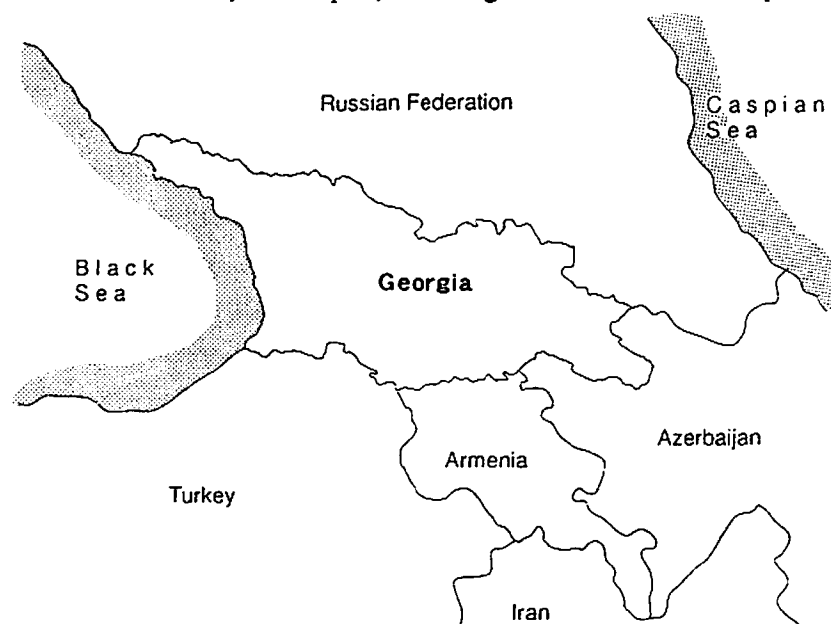 Russian Federation
Caspian
Sea
Black
Sea
Georgia
Azerbaijan
Armenia
Turkey
Iran